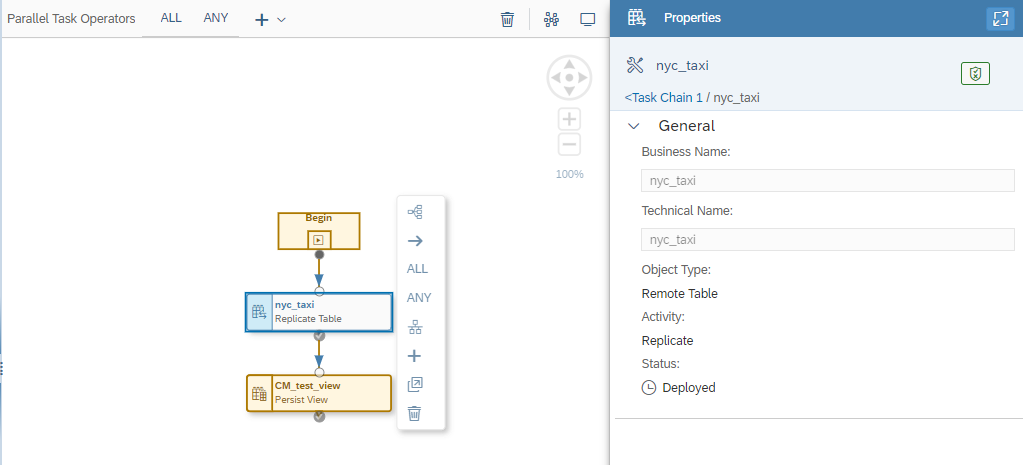 Parallel Task Operators ALL ANY
Properties
nyc_taxi
<Task Chain 1 / nyc_taxi
General
Business Name:
nyc_taxi
Technical Name:
nyc_taxi
Object Type:
Remote Table
Activity:
Replicate
Status:
Deployed
100%
Begin
nyc_taxi
Replicate Table
CM_test_view
Persist View
ALL
ANY